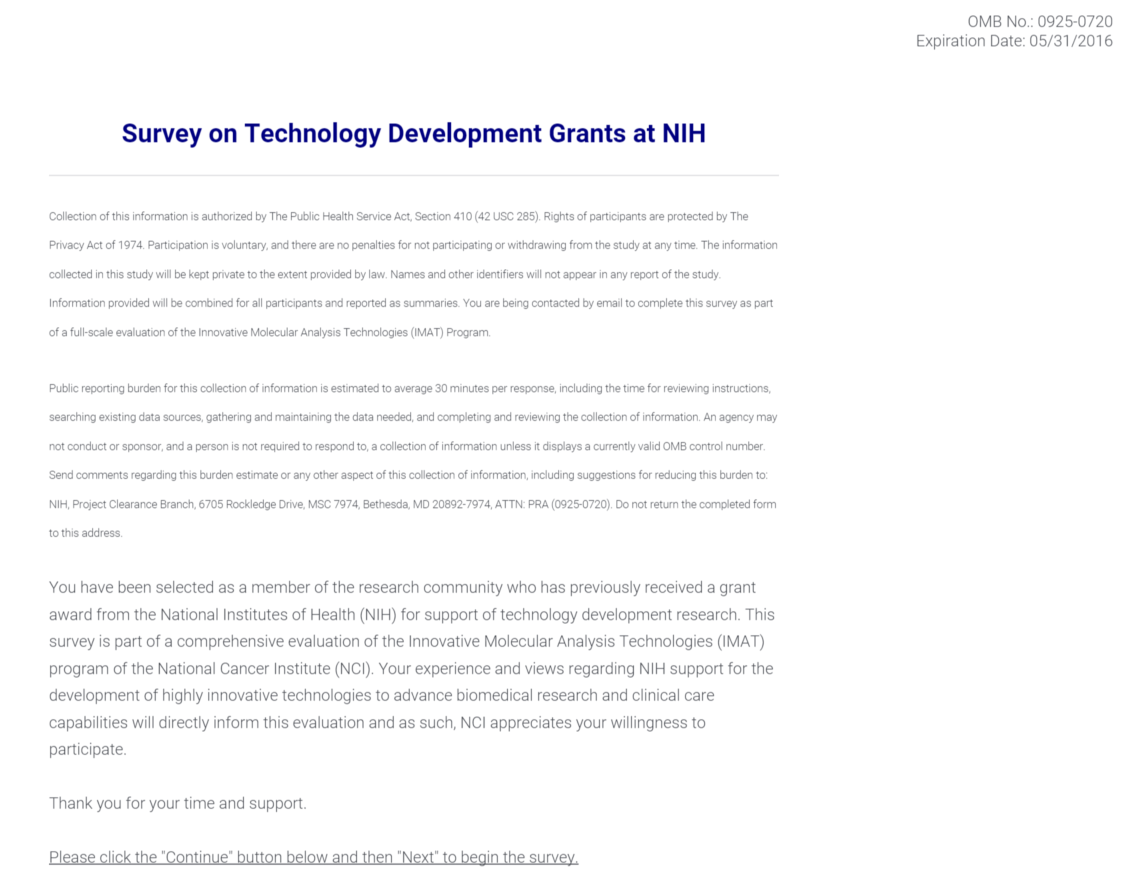 OMB No.: 0925-0720
Expiration Date: 05/31/2016
Survey on Technology Development Grants at NIH
Collection of this information is authorized by The Public Health Service Act, Section 410 (42 USC 285). Rights of participants are protected by The
Privacy Act of 1974. Participation is voluntary, and there are no penalties for not participating or withdrawing from the study at any time. The information
collected in this study will be kept private to the extent provided by law. Names and other identifiers will not appear in any report of the study.
Information provided will be combined for all participants and reported as summaries. You are being contacted by email to complete this survey as part
of a full-scale evaluation of the Innovative Molecular Analysis Technologies (IMAT) Program.
Public reporting burden for this collection of information is estimated to average 30 minutes per response, including the time for reviewing instructions,
searching existing data sources, gathering and maintaining the data needed, and completing and reviewing the collection of information. An agency may
not conduct or sponsor, and a person is not required to respond to, a collection of information unless it displays a currently valid OMB control number.
Send comments regarding this burden estimate or any other aspect of this collection of information, including suggestions for reducing this burden to:
NIH, Project Clearance Branch, 6705 Rockledge Drive, MSC 7974, Bethesda, MD 20892-7974, ATTN: PRA (0925-0720). Do not return the completed form
to this address.
You have been selected as a member of the research community who has previously received a grant
award from the National Institutes of Health (NIH) for support of technology development research. This
survey is part of a comprehensive evaluation of the Innovative Molecular Analysis Technologies (IMAT)
program of the National Cancer Institute (NCI). Your experience and views regarding NIH support for the
development of highly innovative technologies to advance biomedical research and clinical care
capabilities will directly inform this evaluation and as such, NCI appreciates your willingness to
participate.
Thank you for your time and support.
Please click the "Continue" button below and then "Next" to begin the survey.